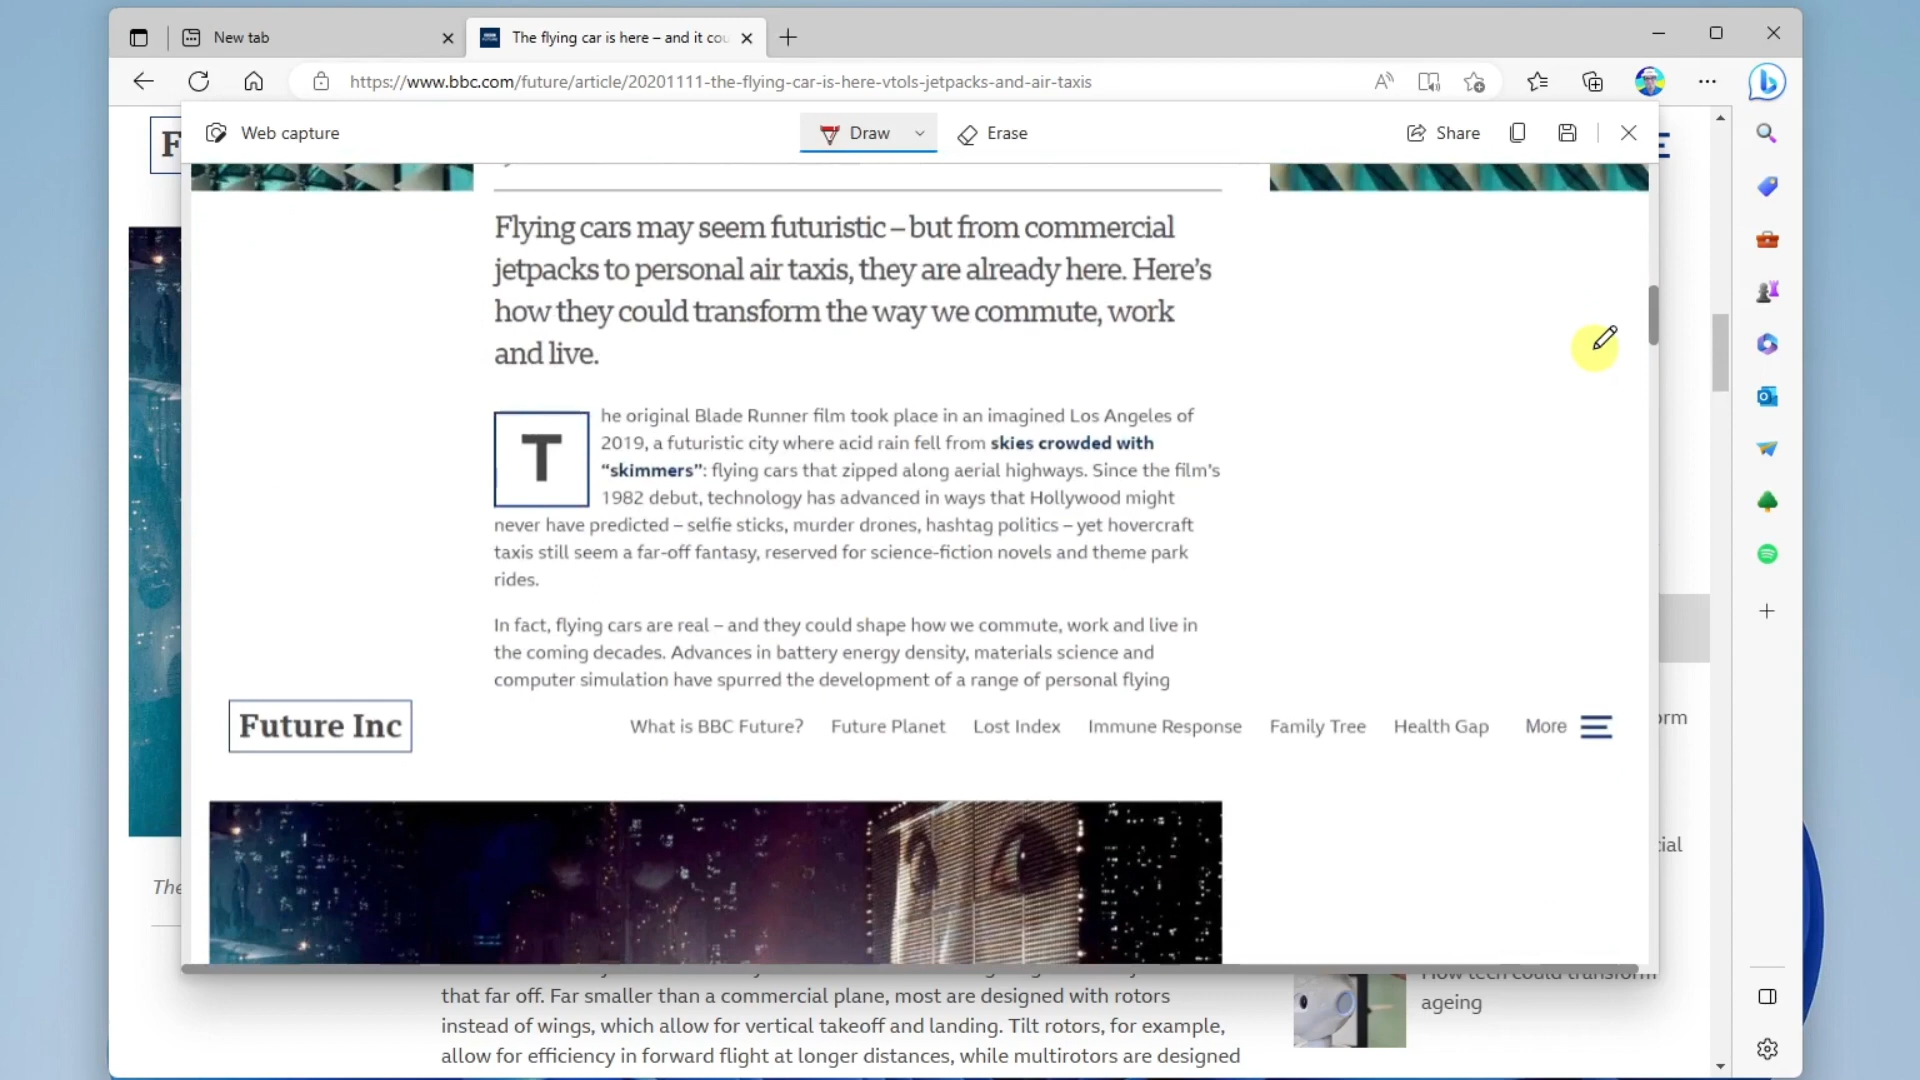 New tab
The flying car is here – and it cou
https://www.bbc.com/future/article/20201111-the-flying-car-is-here-vtols-jetpacks-and-air-taxis
F
Web capture
Draw
Erase
Share
Flying cars may seem futuristic – but from commercial
jetpacks to personal air taxis, they are already here. Here's
how they could transform the way we commute, work
and live.
The original Blade Runner film took place in an imagined Los Angeles of
2019, a futuristic city where acid rain fell from skies crowded with
“skimmers”: flying cars that zipped along aerial highways. Since the film's
1982 debut, technology has advanced in ways that Hollywood might
never have predicted – selfie sticks, murder drones, hashtag politics – yet hovercraft
taxis still seem a far-off fantasy, reserved for science-fiction novels and theme park
rides.
In fact, flying cars are real – and they could shape how we commute, work and live in
the coming decades. Advances in battery energy density, materials science and
computer simulation have spurred the development of a range of personal flying
Future Inc
What is BBC Future?
Future Planet
Lost Index
Immune Response
Family Tree
Health Gap
More
orm
cial
The
How tech could transform
ageing
that far off. Far smaller than a commercial plane, most are designed with rotors
instead of wings, which allow for vertical takeoff and landing. Tilt rotors, for example,
allow for efficiency in forward flight at longer distances, while multirotors are designed